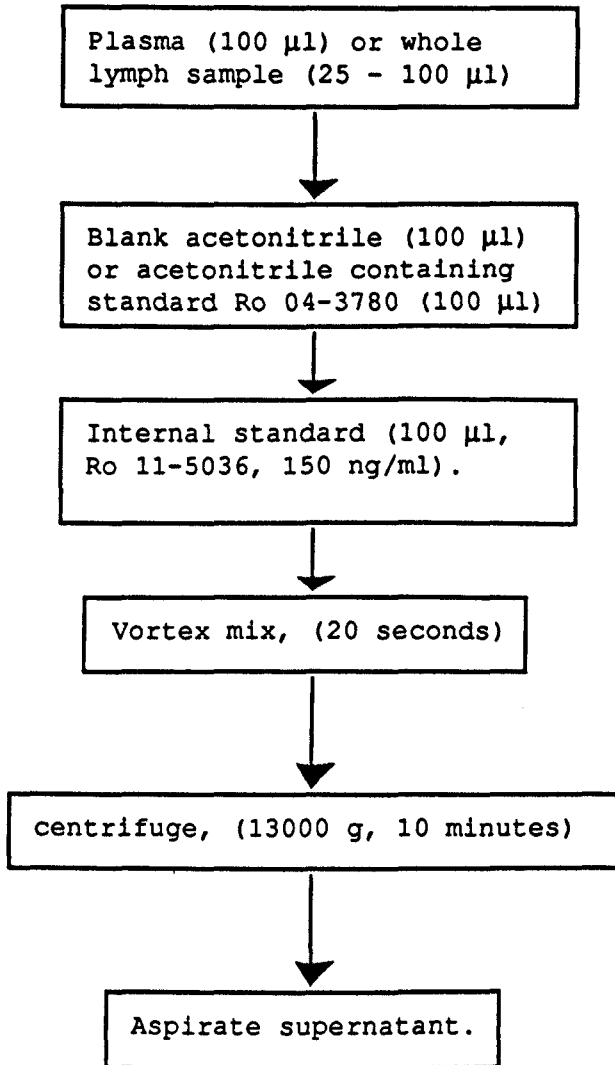 Plasma (100 µl) or whole
lymph sample (25 - 100 µl)
Blank acetonitrile (100 µl)
or acetonitrile containing
standard Ro 04-3780 (100 µl)
Internal standard (100 µl,
Ro 11-5036, 150 ng/ml).
Vortex mix, (20 seconds)
centrifuge, (13000 g, 10 minutes)
Aspirate supernatant.